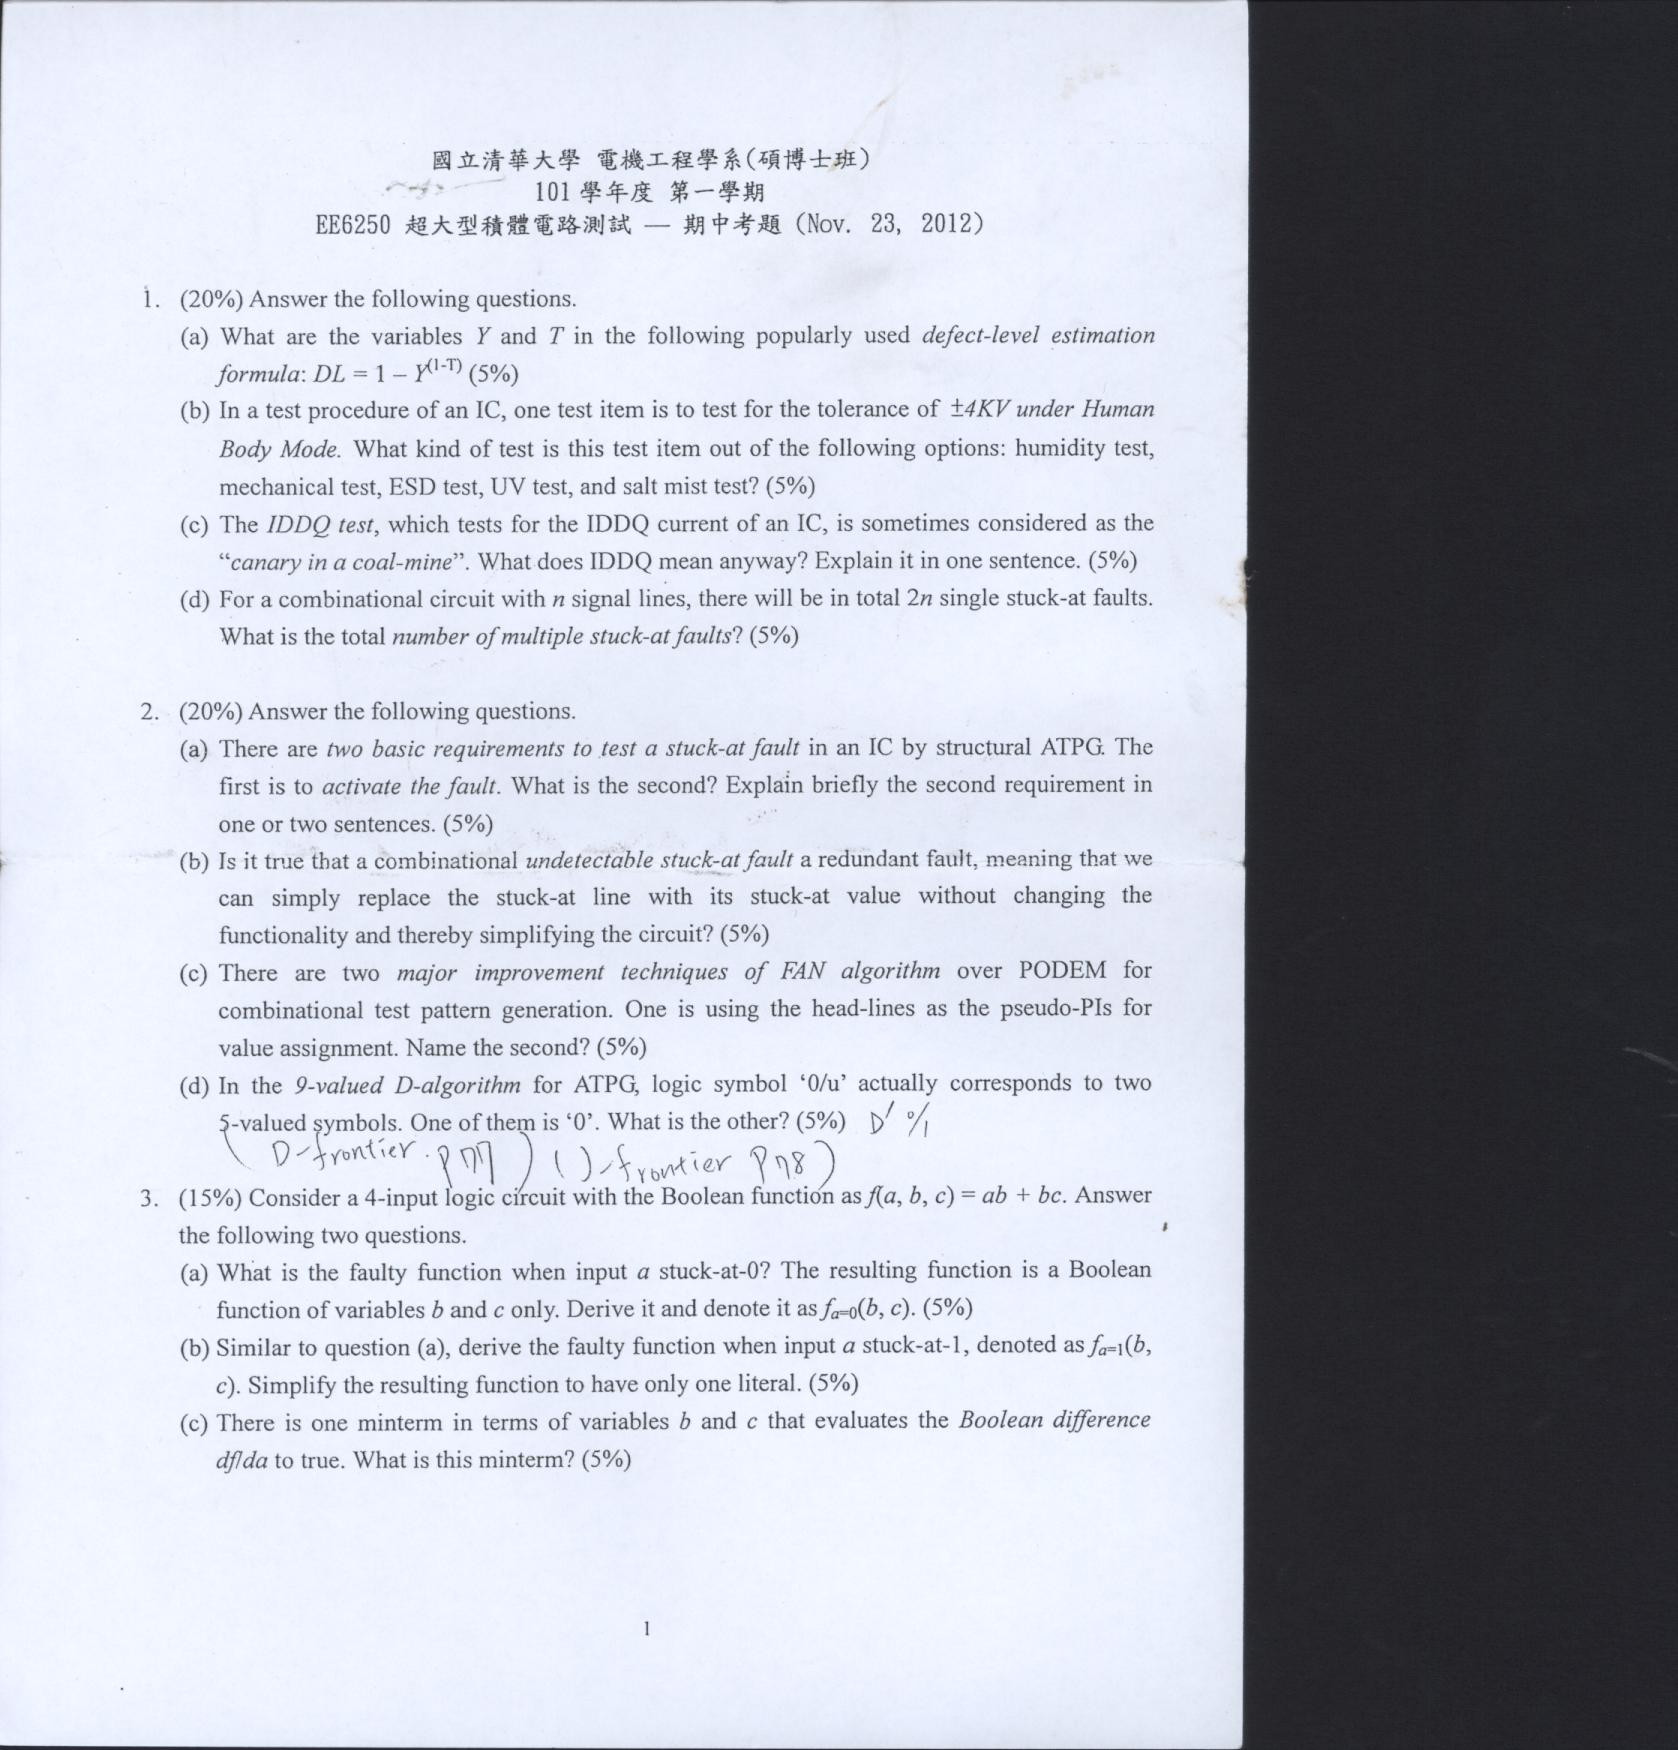 國立清華大學 電機工程學系(碩博士班)
101 學年度 第一學期
EE6250 超大型積體電路測試 — 期中考題 (Nov. 23, 2012)
1. (20%) Answer the following questions.
(a) What are the variables Y and T in the following popularly used defect-level estimation
formula: DL = 1 – Y^(1-T) (5%)
(b) In a test procedure of an IC, one test item is to test for the tolerance of ±4KV under Human
Body Mode. What kind of test is this test item out of the following options: humidity test,
mechanical test, ESD test, UV test, and salt mist test? (5%)
(c) The IDDQ test, which tests for the IDDQ current of an IC, is sometimes considered as the
“canary in a coal-mine”. What does IDDQ mean anyway? Explain it in one sentence. (5%)
(d) For a combinational circuit with n signal lines, there will be in total 2n single stuck-at faults.
What is the total number of multiple stuck-at faults? (5%)
2. (20%) Answer the following questions.
(a) There are two basic requirements to test a stuck-at fault in an IC by structural ATPG. The
first is to activate the fault. What is the second? Explain briefly the second requirement in
one or two sentences. (5%)
(b) Is it true that a combinational undetectable stuck-at fault a redundant fault, meaning that we
can simply replace the stuck-at line with its stuck-at value without changing the
functionality and thereby simplifying the circuit? (5%)
(c) There are two major improvement techniques of FAN algorithm over PODEM for
combinational test pattern generation. One is using the head-lines as the pseudo-PIs for
value assignment. Name the second? (5%)
(d) In the 9-valued D-algorithm for ATPG, logic symbol ‘0/u’ actually corresponds to two
5-valued symbols. One of them is ‘0’. What is the other? (5%) D' 0/1
( D-frontier. P77 ) ( J-frontier P78 )
3. (15%) Consider a 4-input logic circuit with the Boolean function as f(a, b, c) = ab + bc. Answer
the following two questions.
(a) What is the faulty function when input a stuck-at-0? The resulting function is a Boolean
function of variables b and c only. Derive it and denote it as fa=0(b, c). (5%)
(b) Similar to question (a), derive the faulty function when input a stuck-at-1, denoted as fa=1(b,
c). Simplify the resulting function to have only one literal. (5%)
(c) There is one minterm in terms of variables b and c that evaluates the Boolean difference
df/da to true. What is this minterm? (5%)
1